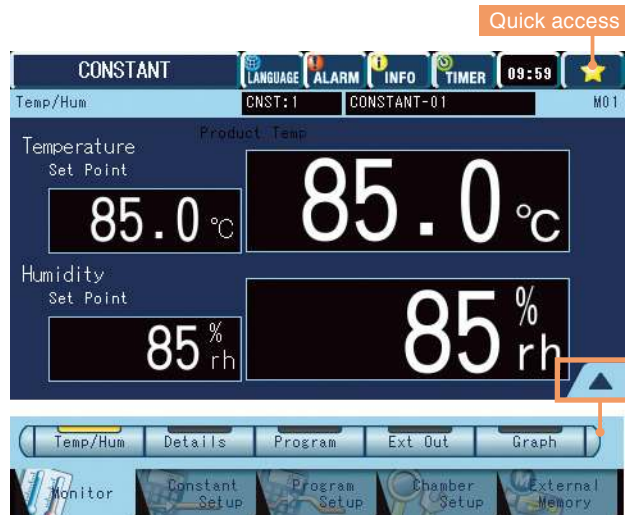 Quick access
CONSTANT LANGUAGE ALARM INFO TIMER 09:59
Temp/Hum CNST:1 CONSTANT-01 M01
Product Temp
Temperature
Set Point
85.0 °C 85.0 °C
Humidity
Set Point
85 % rh 85 % rh
Temp/Hum Details Program Ext Out Graph
Monitor Constant Setup Program Setup Chamber Setup External Memory